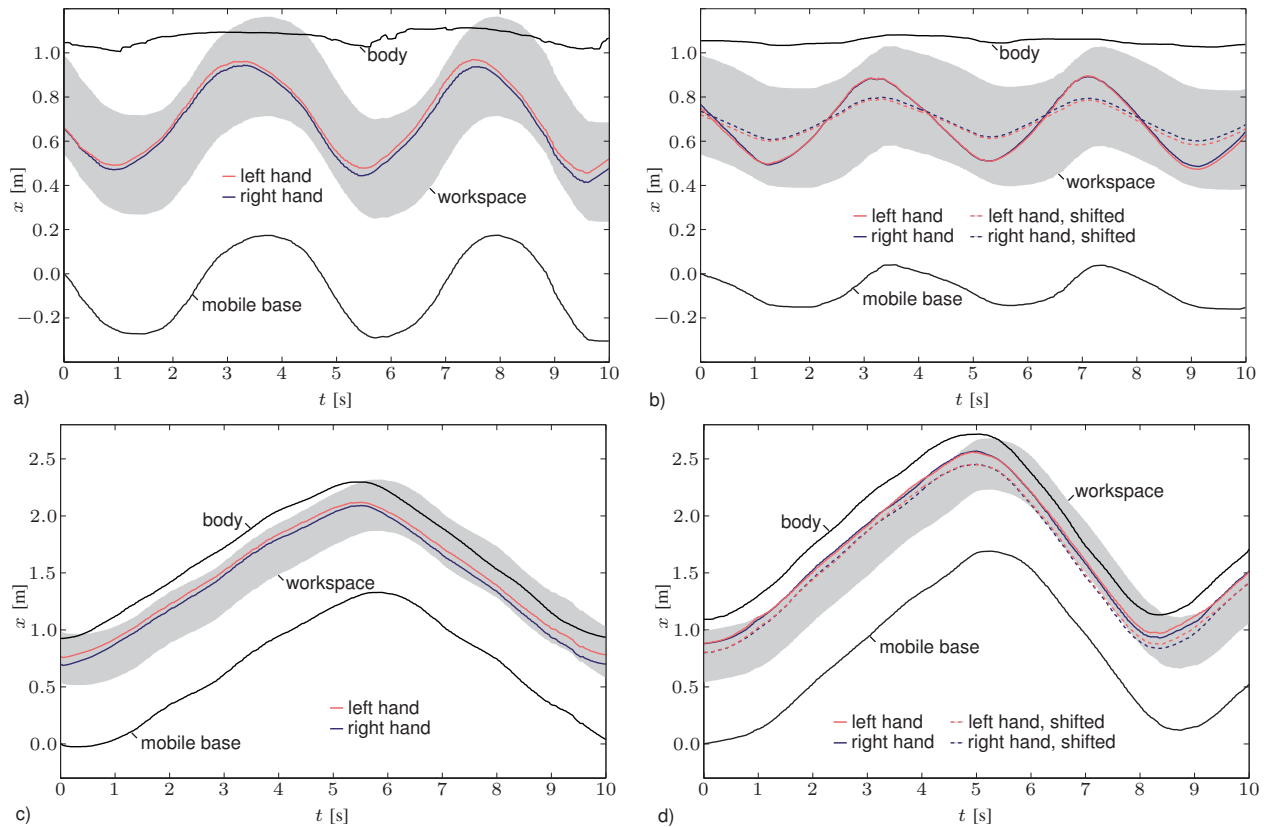 1.0
0.8
0.6
0.4
0.2
0.0
−0.2
x [m]
body
left hand
right hand
workspace
mobile base
0 1 2 3 4 5 6 7 8 9 10
t [s]
a)
1.0
0.8
0.6
0.4
0.2
0.0
−0.2
x [m]
body
workspace
left hand left hand, shifted
right hand right hand, shifted
mobile base
0 1 2 3 4 5 6 7 8 9 10
t [s]
b)
2.5
2.0
1.5
1.0
0.5
0.0
x [m]
body
workspace
left hand
right hand
mobile base
0 1 2 3 4 5 6 7 8 9 10
t [s]
c)
2.5
2.0
1.5
1.0
0.5
0.0
x [m]
workspace
body
mobile base
left hand left hand, shifted
right hand right hand, shifted
0 1 2 3 4 5 6 7 8 9 10
t [s]
d)